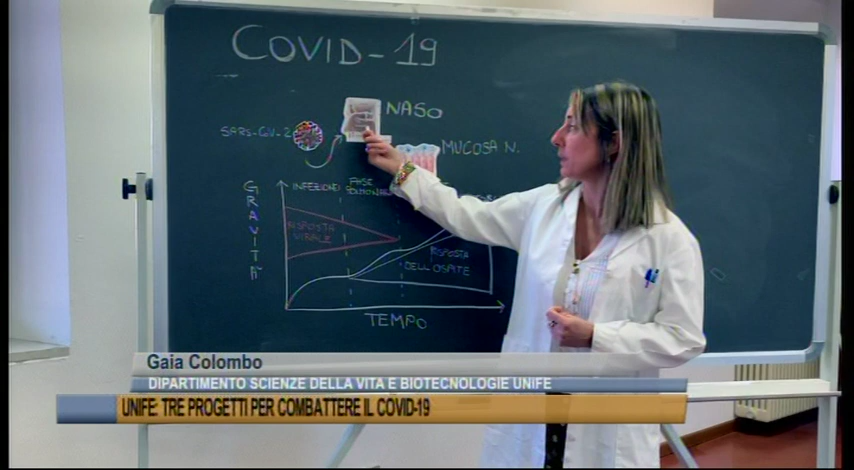 COVID-19
NASO
SARS-COV-2
MUCOSA N.
INFEZIONE
FASE
POLMONARE
GRAVITÀ
RISPOSTA
VIRALE
RISPOSTA
DELL'OSPITE
TEMPO
Gaia Colombo
DIPARTIMENTO SCIENZE DELLA VITA E BIOTECNOLOGIE UNIFE
UNIFE: TRE PROGETTI PER COMBATTERE IL COVID-19